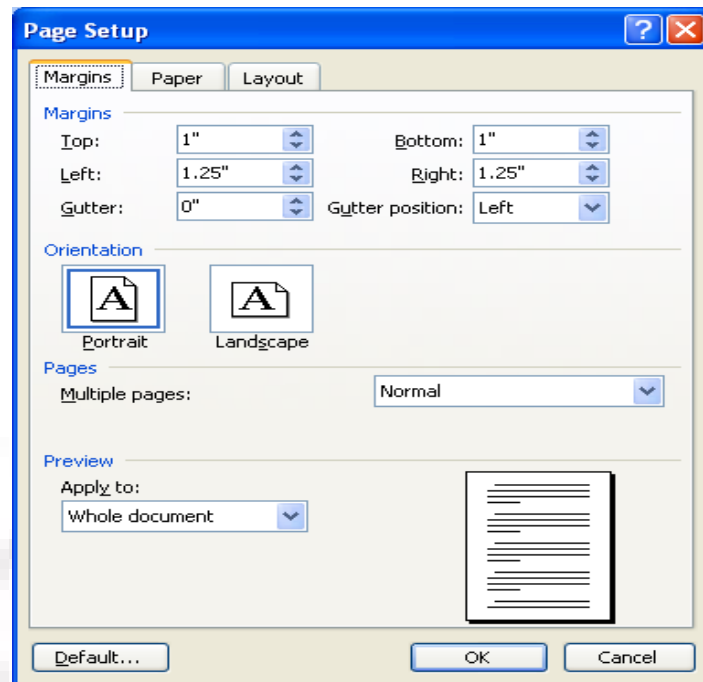 Page Setup
Margins Paper Layout
Margins
Top: 1" Bottom: 1"
Left: 1.25" Right: 1.25"
Gutter: 0" Gutter position: Left
Orientation
A A
Portrait Landscape
Pages
Multiple pages: Normal
Preview
Apply to:
Whole document
Default... OK Cancel